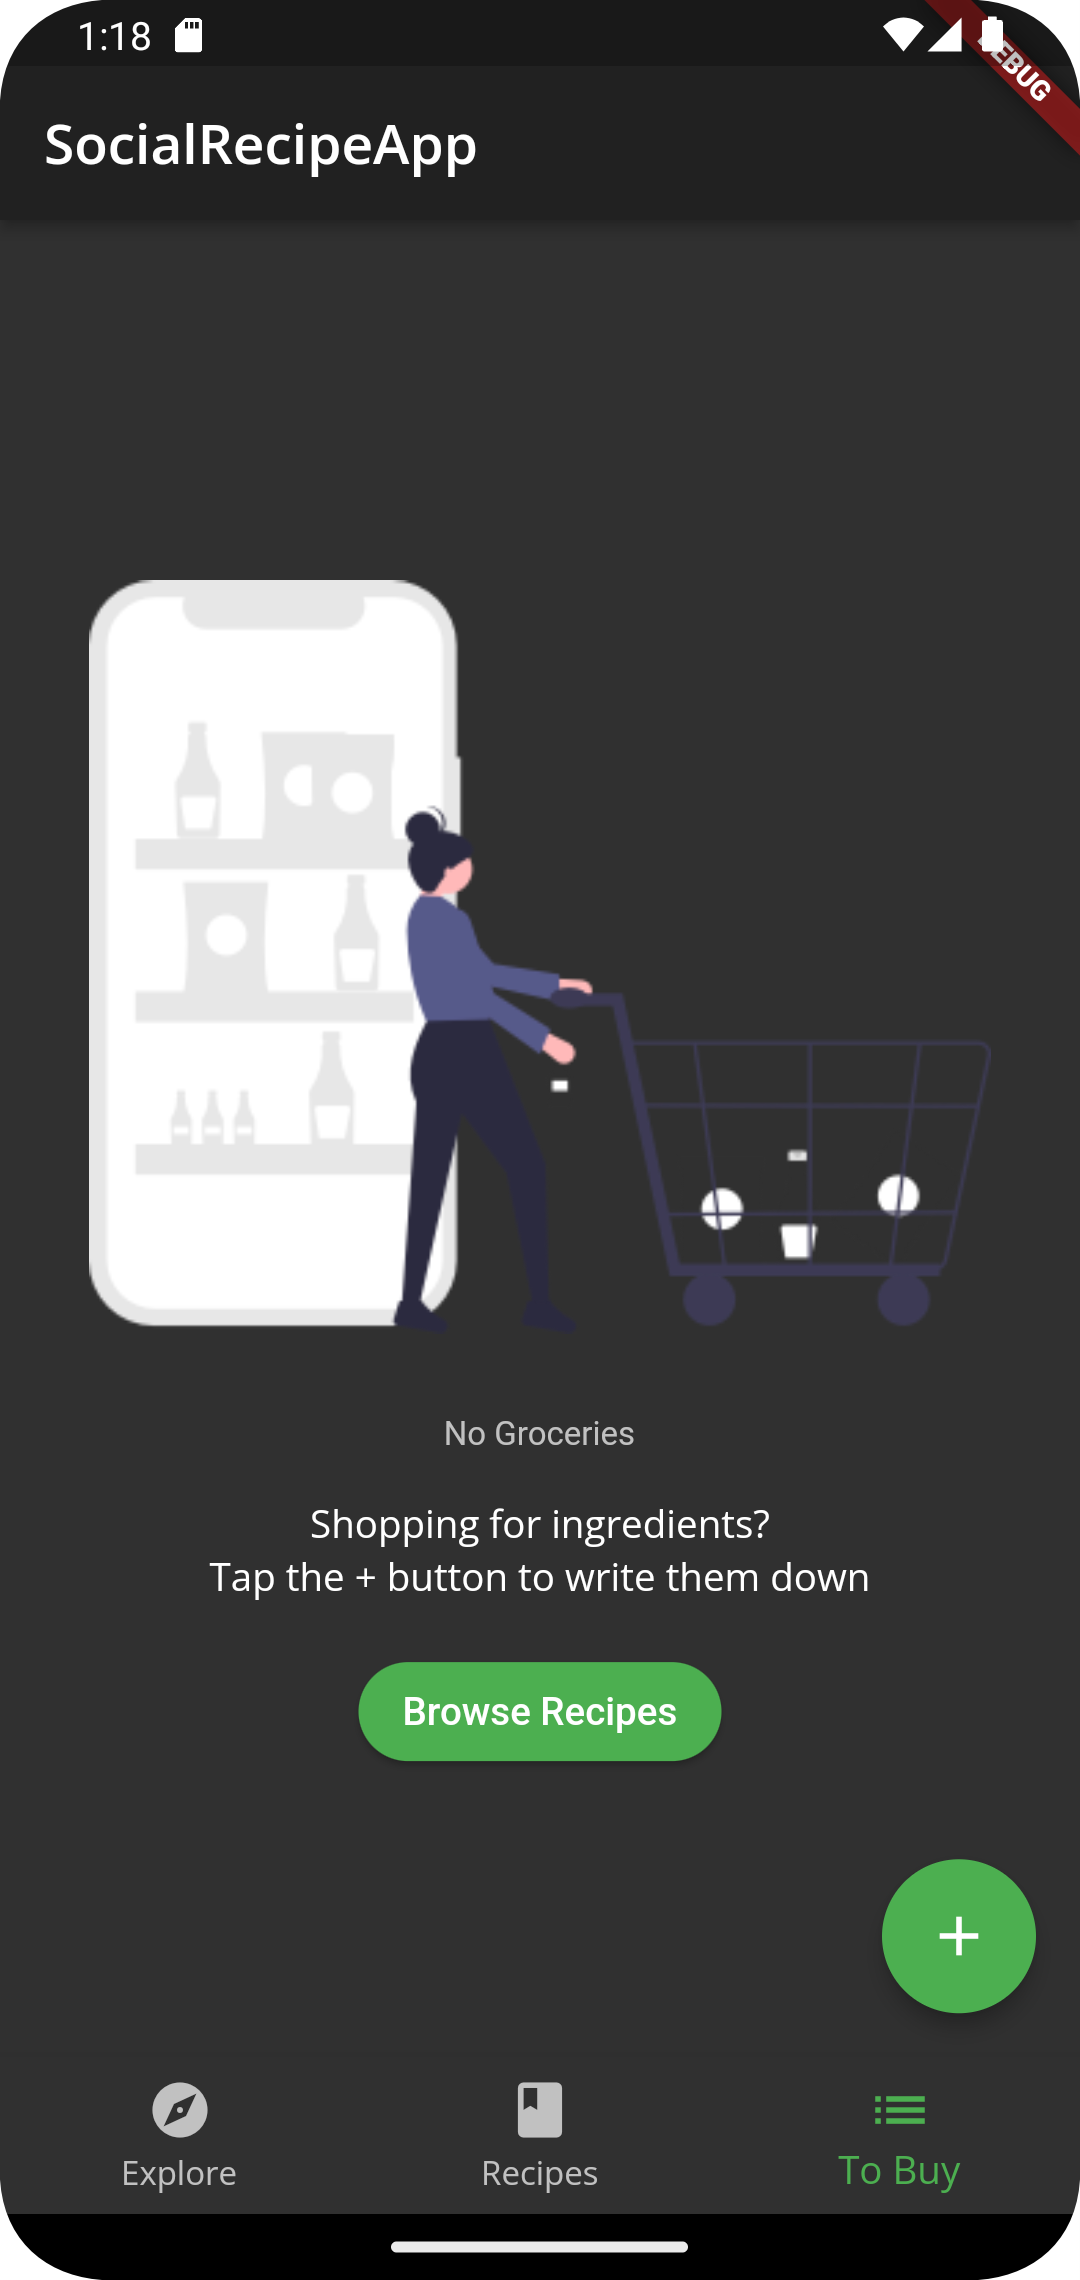 1:18
DEBUG
SocialRecipeApp
No Groceries
Shopping for ingredients?
Tap the + button to write them down
Browse Recipes
+
Explore
Recipes
To Buy